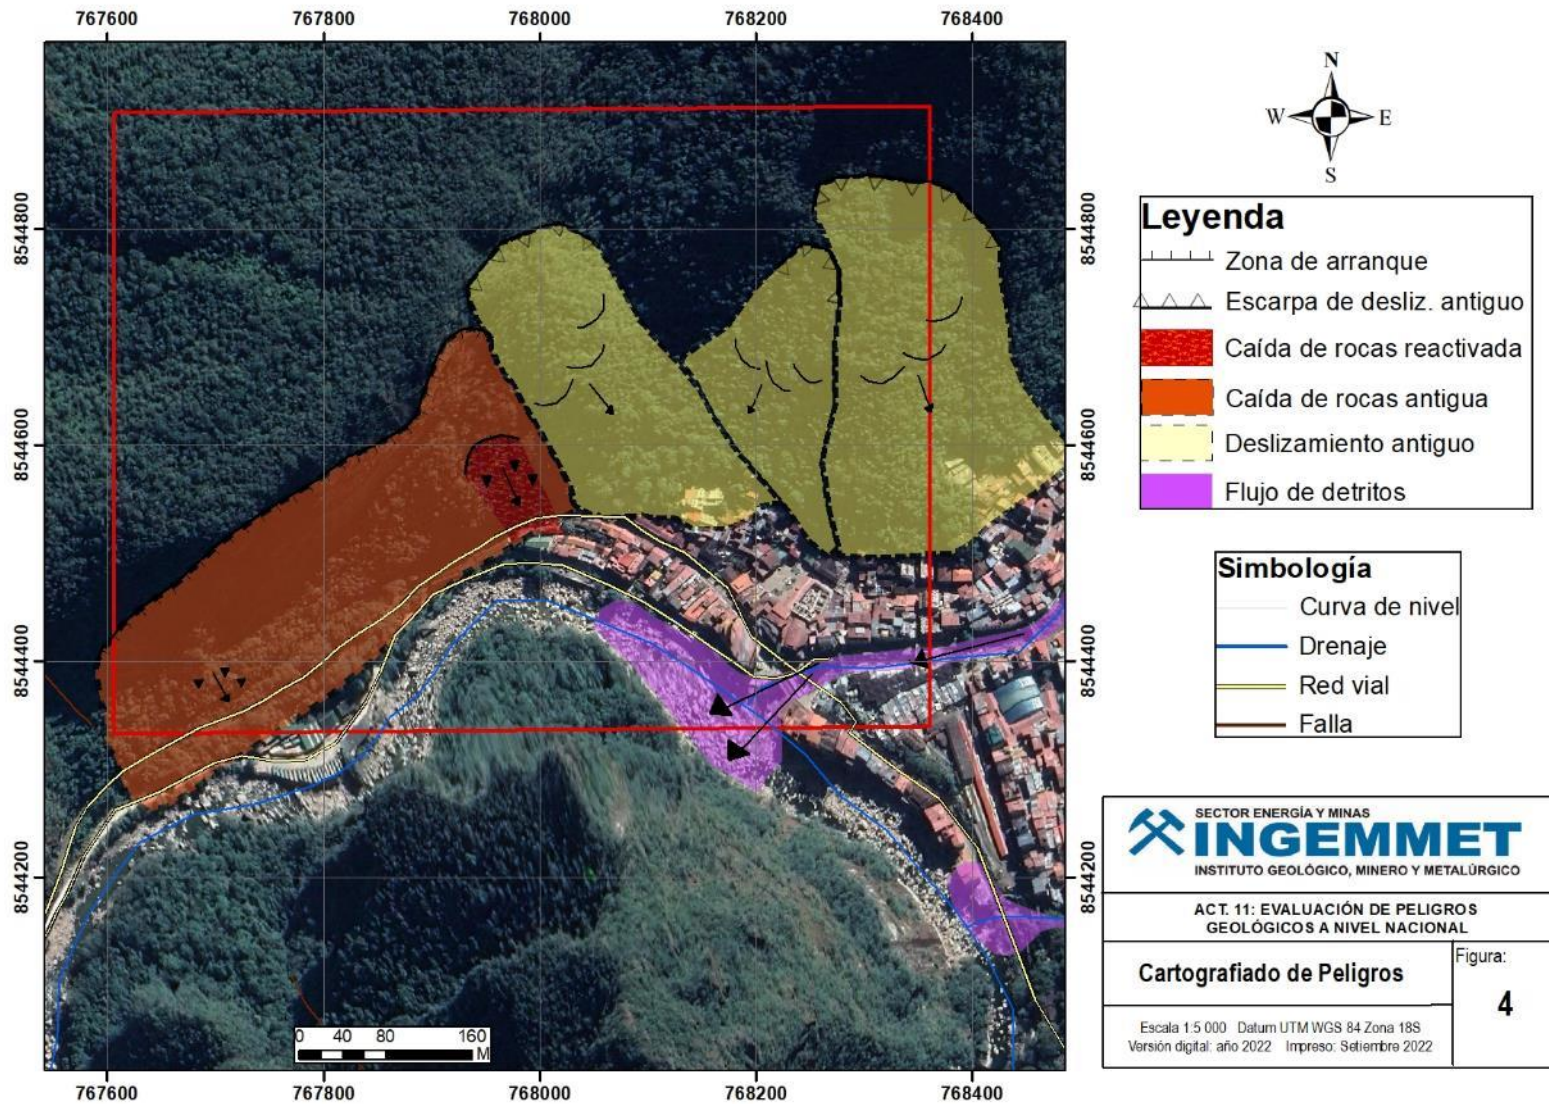 767600 767800 768000 768200 768400
8544800
8544600
8544400
8544200
8544800
8544600
8544400
8544200
767600 767800 768000 768200 768400
0 40 80 160
M
N
W E
S
Leyenda
Zona de arranque
Escarpa de desliz. antiguo
Caída de rocas reactivada
Caída de rocas antigua
Deslizamiento antiguo
Flujo de detritos
Simbología
Curva de nivel
Drenaje
Red vial
Falla
SECTOR ENERGÍA Y MINAS
INGEMMET
INSTITUTO GEOLÓGICO, MINERO Y METALÚRGICO
ACT. 11: EVALUACIÓN DE PELIGROS
GEOLÓGICOS A NIVEL NACIONAL
Cartografiado de Peligros
Figura:
4
Escala 1:5 000 Datum UTM WGS 84 Zona 18S
Versión digital: año 2022 Impreso: Setiembre 2022